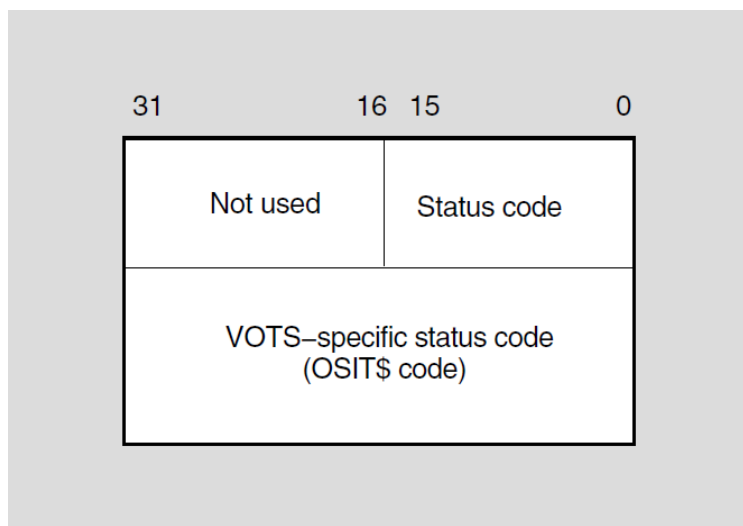 31 16 15 0
Not used Status code
VOTS–specific status code
(OSIT$ code)